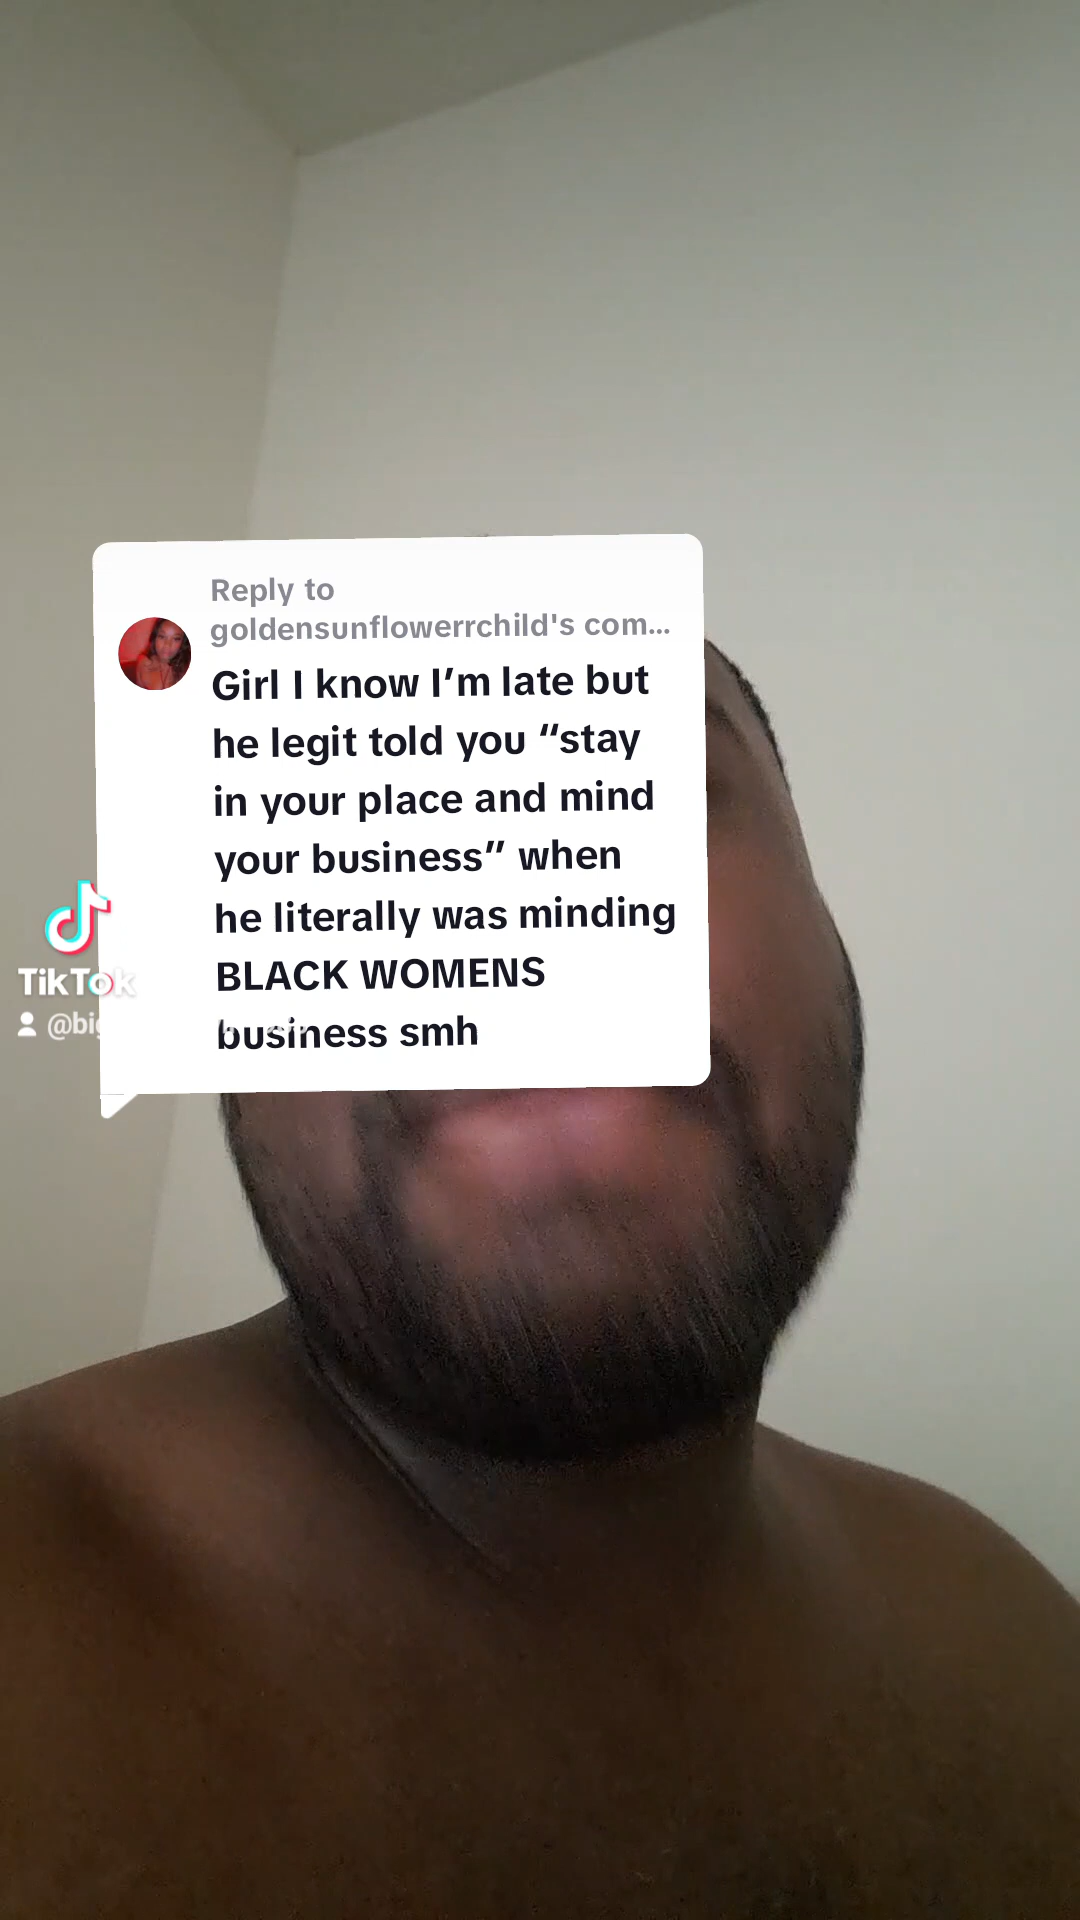 Reply to
goldensunflowerrchild's com...
Girl I know I’m late but
he legit told you “stay
in your place and mind
your business” when
he literally was minding
BLACK WOMENS
business smh
TikTok